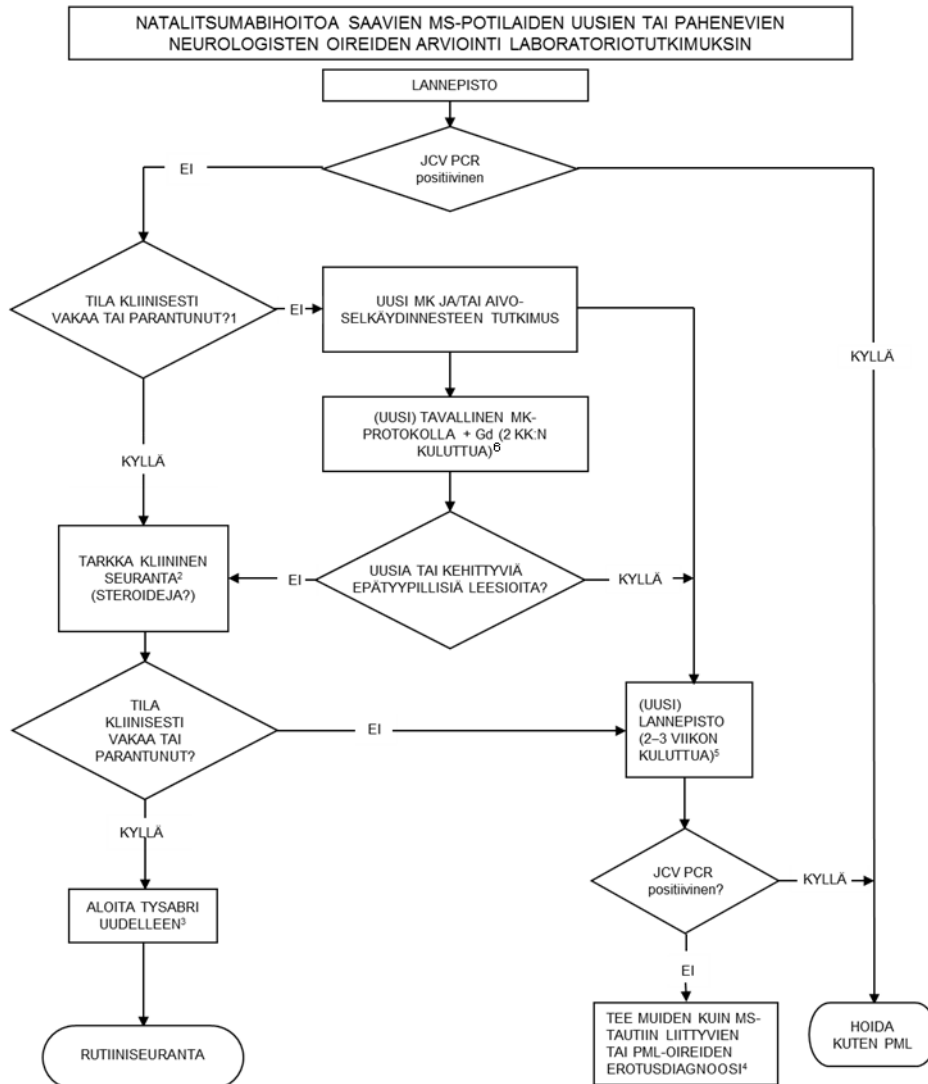 NATALITSUMABIHOITOA SAAVIEN MS-POTILAIDEN UUSIEN TAI PAHENEVIEN
NEUROLOGISTEN OIREIDEN ARVIOINTI LABORATORIOTUTKIMUKSIN
LANNEPISTO
JCV PCR
positiivinen
EI
KYLLÄ
TILA KLIINISESTI
VAKAA TAI PARANTUNUT?1
EI
UUSI MK JA/TAI AIVO-
SELKÄYDINNESTEEN TUTKIMUS
(UUSI) TAVALLINEN MK-
PROTOKOLLA + Gd (2 KK:N
KULUTTUA)⁶
KYLLÄ
TARKKA KLIININEN
SEURANTA²
(STEROIDEJA?)
EI
UUSIA TAI KEHITTYVIÄ
EPÄTYYPILLISIÄ LEESIOITA?
KYLLÄ
TILA
KLIINISESTI
VAKAA TAI
PARANTUNUT?
EI
(UUSI)
LANNEPISTO
(2–3 VIIKON
KULUTTUA)⁵
KYLLÄ
JCV PCR
positiivinen?
KYLLÄ
ALOITA TYSABRI
UUDELLEEN³
EI
RUTIINISEURANTA
TEE MUIDEN KUIN MS-
TAUTIIN LIITTYVIEN
TAI PML-OIREIDEN
EROTUSDIAGNOOSI⁴
HOIDA
KUTEN PML